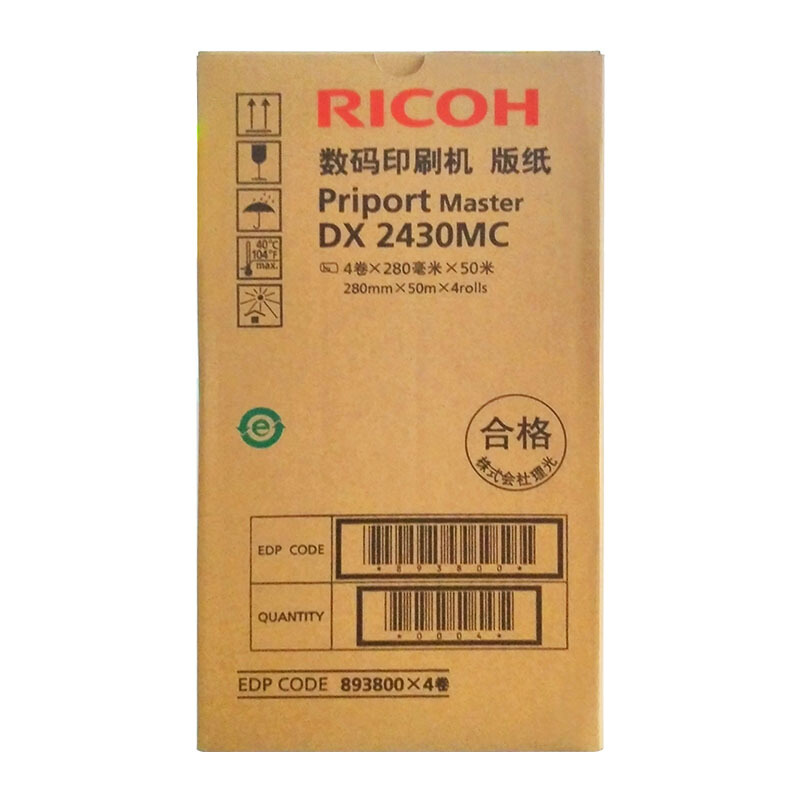 RICOH
数码印刷机 版纸
Priport Master
DX 2430MC
4卷×280毫米×50米
280mm×50m×4rolls
40℃
104°F
max.
e
合格
株式会社理光
EDP CODE
*893800*
QUANTITY
*0004*
EDP CODE 893800×4卷